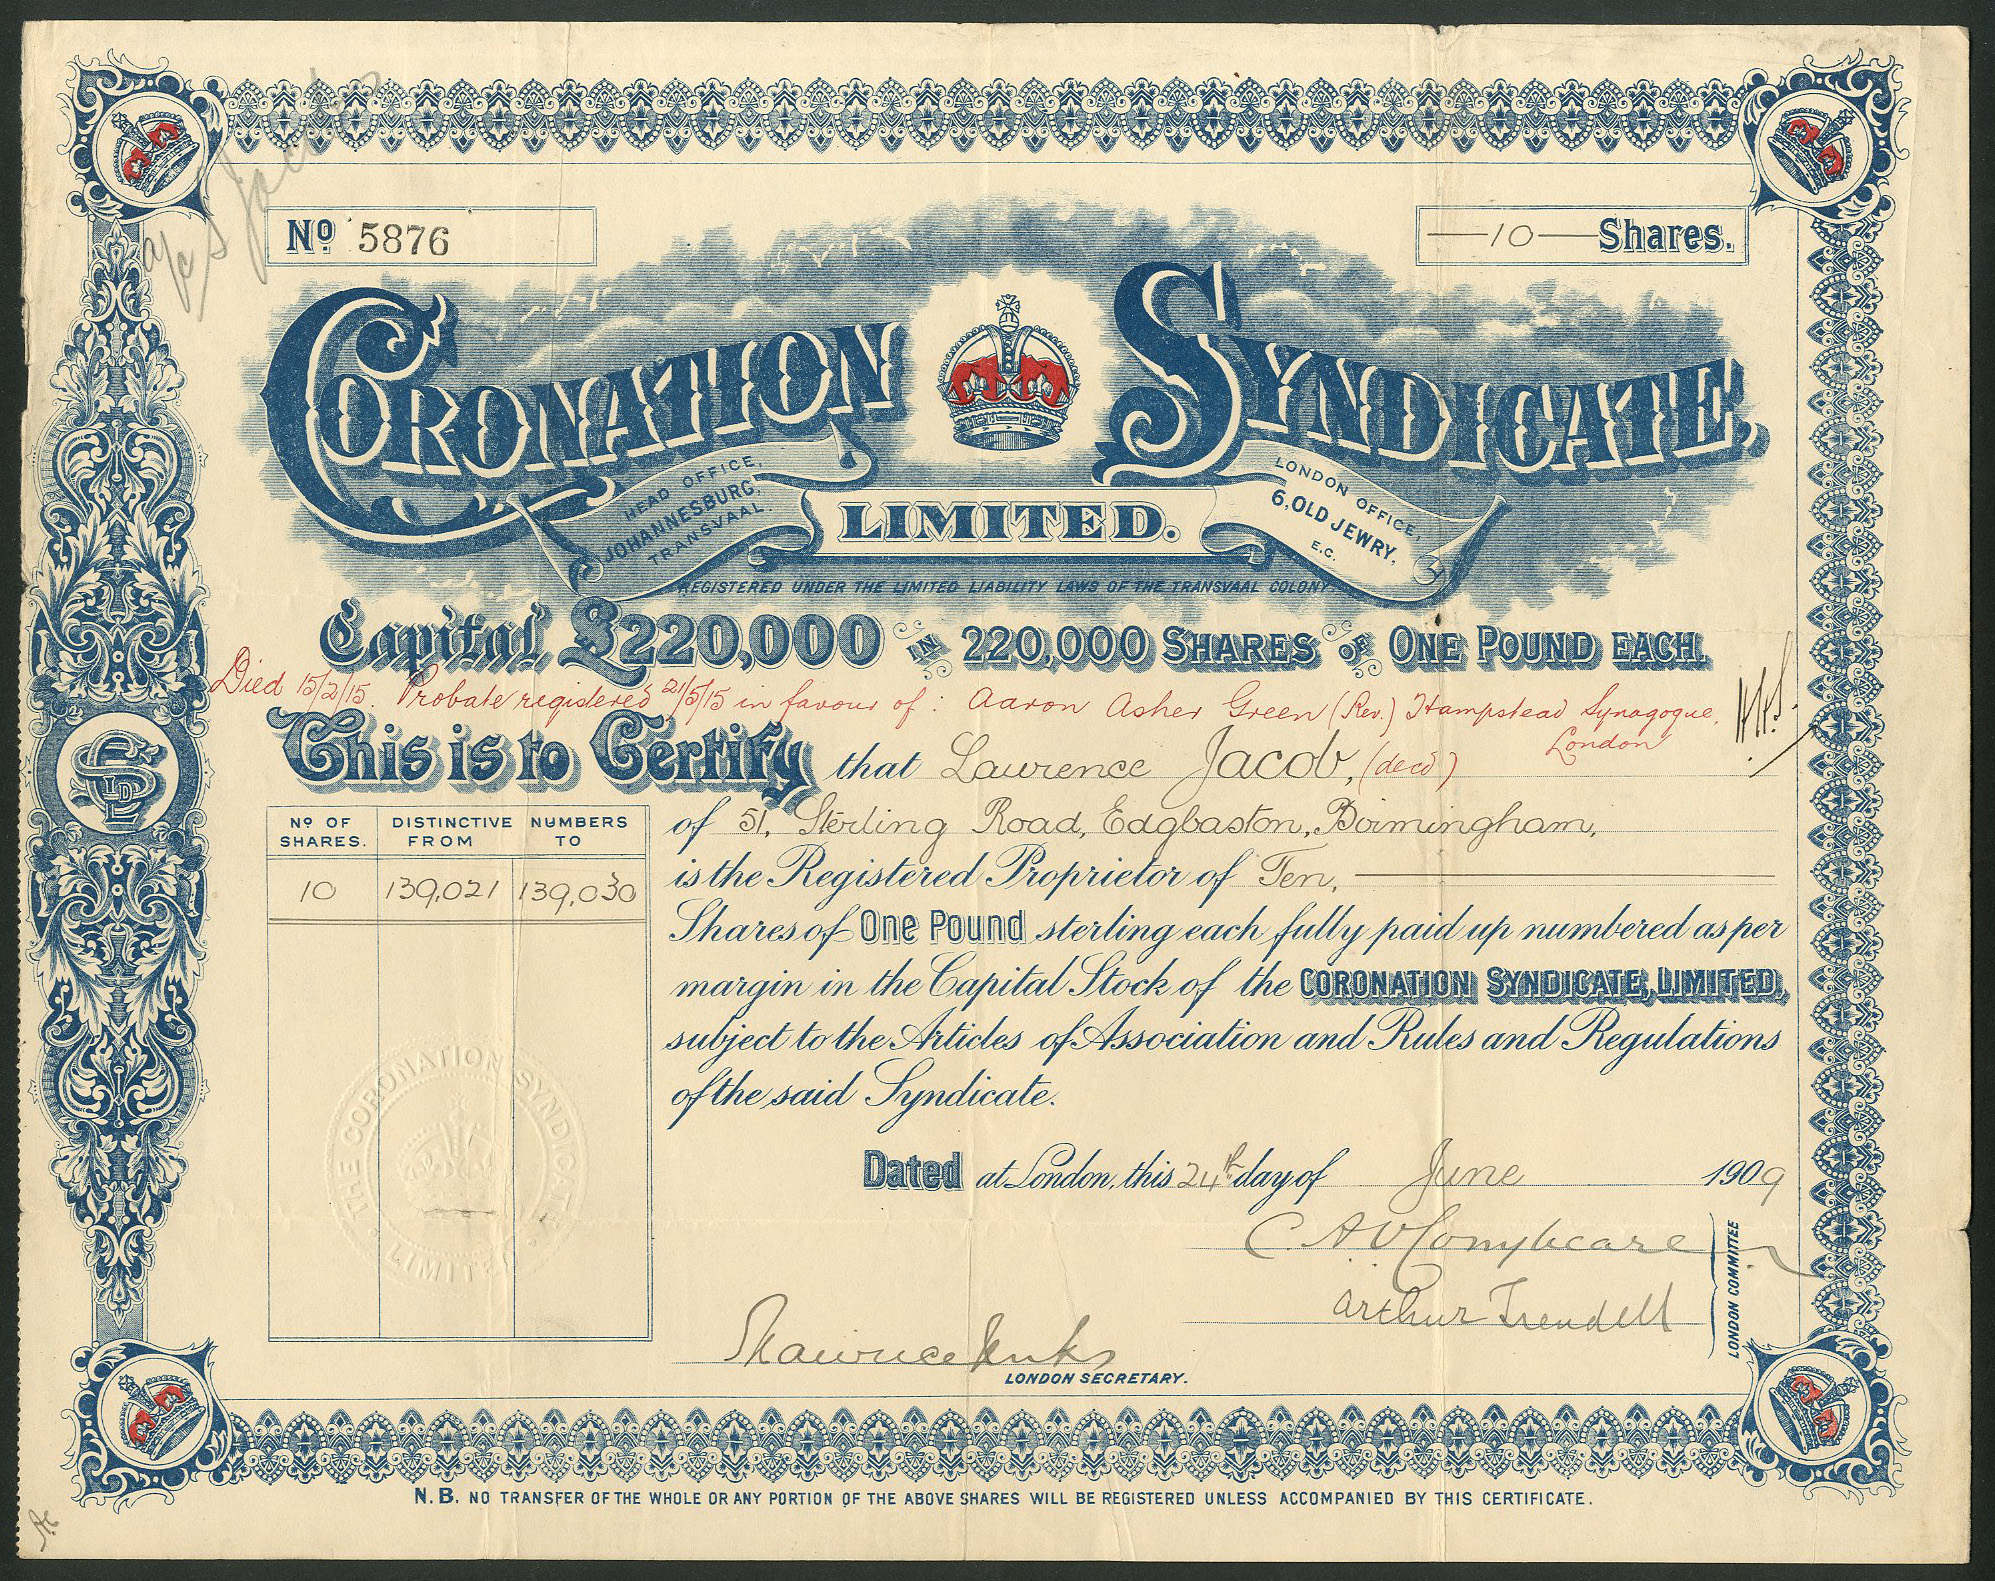 a/c S Jacobs
No 5876
—10— Shares.
CORONATION SYNDICATE,
HEAD OFFICE,
JOHANNESBURG,
TRANSVAAL.
LIMITED.
LONDON OFFICE,
6, OLD JEWRY,
E.C.
REGISTERED UNDER THE LIMITED LIABILITY LAWS OF THE TRANSVAAL COLONY
Capital £220,000 IN 220,000 SHARES OF ONE POUND EACH.
Died 15/2/15. Probate registered 21/5/15 in favour of: Aaron Asher Green (Rev.) Hampstead Synagogue,
London
This is to Certify that Laurence Jacob, (decd)
of 51, Sterling Road, Edgbaston, Birmingham,
is the Registered Proprietor of Ten,
Shares of One Pound sterling each fully paid up numbered as per
margin in the Capital Stock of the CORONATION SYNDICATE, LIMITED,
subject to the Articles of Association and Rules and Regulations
of the said Syndicate.
No OF SHARES. DISTINCTIVE NUMBERS FROM TO
10 139,021 139,030
THE CORONATION SYNDICATE
LIMITED
Dated at London, this 24th day of June 1909
C. A. V. Conybeare
Arthur Trendell
LONDON COMMITTEE
Maurice Jenks
LONDON SECRETARY.
N.B. NO TRANSFER OF THE WHOLE OR ANY PORTION OF THE ABOVE SHARES WILL BE REGISTERED UNLESS ACCOMPANIED BY THIS CERTIFICATE.